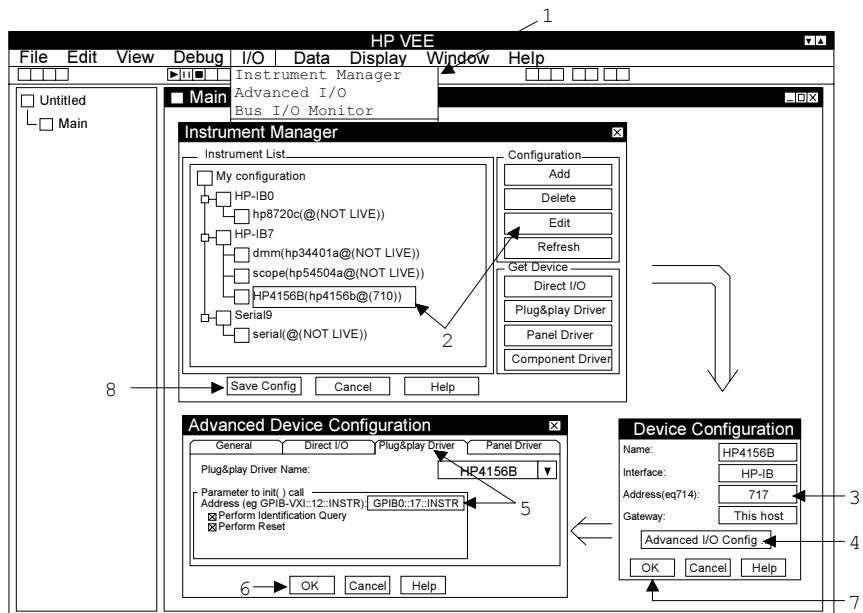 1
HP VEE
File Edit View Debug I/O Data Display Window Help
Instrument Manager
Advanced I/O
Bus I/O Monitor
Untitled
Main
Main
Instrument Manager
Instrument List
My configuration
HP-IB0
hp8720c(@(NOT LIVE))
HP-IB7
dmm(hp34401a@(NOT LIVE))
scope(hp54504a@(NOT LIVE))
HP4156B(hp4156b@(710))
Serial9
serial(@(NOT LIVE))
2
Configuration
Add
Delete
Edit
Refresh
Get Device
Direct I/O
Plug&play Driver
Panel Driver
Component Driver
8
Save Config Cancel Help
Advanced Device Configuration
General Direct I/O Plug&play Driver Panel Driver
Plug&play Driver Name: HP4156B
Parameter to init( ) call
Address (eg GPIB-VXI::12::INSTR): GPIB0::17::INSTR
Perform Identification Query
Perform Reset
5
6
OK Cancel Help
Device Configuration
Name: HP4156B
Interface: HP-IB
Address(eq714): 717
3
Gateway: This host
Advanced I/O Config ..
4
OK Cancel Help
7